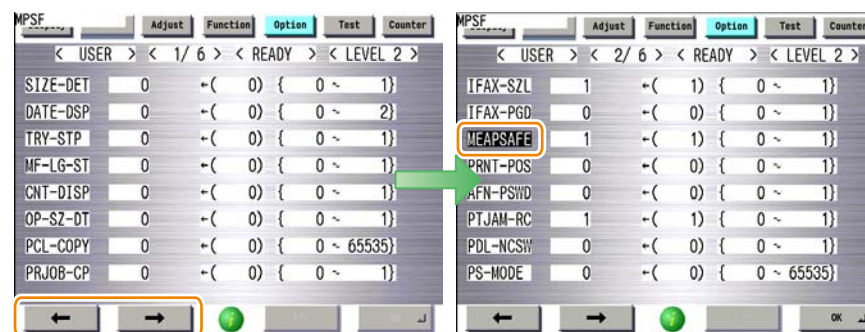 MPSF
Adjust Function Option Test Counter
< USER > < 1/ 6 > < READY > < LEVEL 2 >
SIZE-DET 0 ←( 0) { 0 ~ 1}
DATE-DSP 0 ←( 0) { 0 ~ 2}
TRY-STP 0 ←( 0) { 0 ~ 1}
MF-LG-ST 0 ←( 0) { 0 ~ 1}
CNT-DISP 0 ←( 0) { 0 ~ 1}
OP-SZ-DT 0 ←( 0) { 0 ~ 1}
PCL-COPY 0 ←( 0) { 0 ~ 65535}
PRJOB-CP 0 ←( 0) { 0 ~ 1}
MPSF
Adjust Function Option Test Counter
< USER > < 2/ 6 > < READY > < LEVEL 2 >
IFAX-SZL 1 ←( 1) { 0 ~ 1}
IFAX-PGD 0 ←( 0) { 0 ~ 1}
MEAPSAFE 1 ←( 1) { 0 ~ 1}
PRNT-POS 0 ←( 0) { 0 ~ 1}
AFN-PSWD 0 ←( 0) { 0 ~ 1}
PTJAM-RC 1 ←( 1) { 0 ~ 1}
PDL-NCSW 0 ←( 0) { 0 ~ 1}
PS-MODE 0 ←( 0) { 0 ~ 65535}
OK